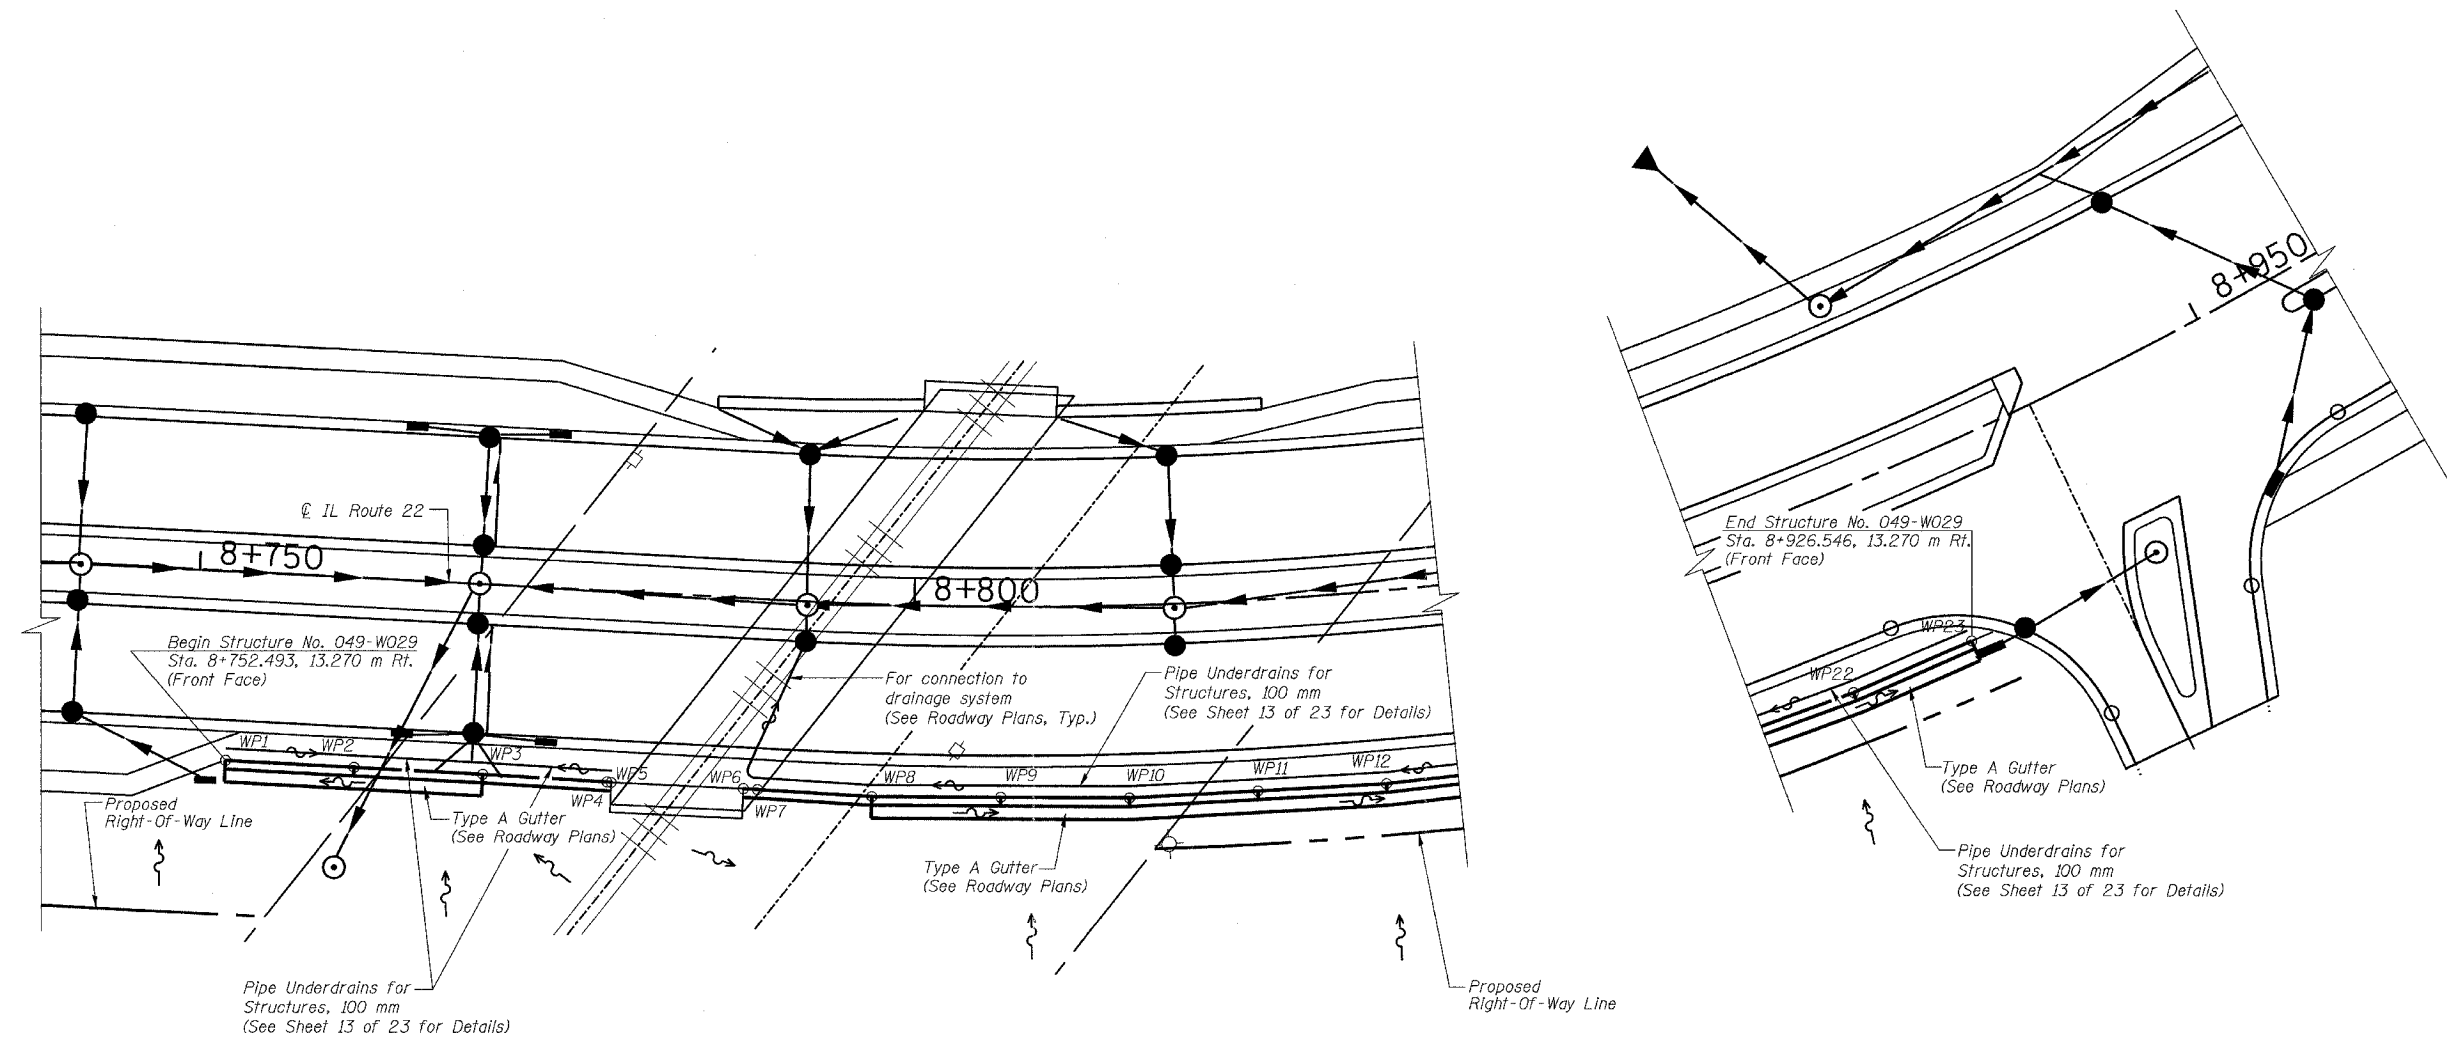 8+950
End Structure No. 049-W029
Sta. 8+926.546, 13.270 m Rt.
(Front Face)
℄ IL Route 22
8+750
8+800
Begin Structure No. 049-W029
Sta. 8+752.493, 13.270 m Rt.
(Front Face)
For connection to
drainage system
(See Roadway Plans, Typ.)
Pipe Underdrains for
Structures, 100 mm
(See Sheet 13 of 23 for Details)
WP1
WP2
WP3
WP4
WP5
WP6
WP7
WP8
WP9
WP10
WP11
WP12
WP22
WP23
Proposed
Right-Of-Way Line
Type A Gutter
(See Roadway Plans)
Type A Gutter
(See Roadway Plans)
Type A Gutter
(See Roadway Plans)
Pipe Underdrains for
Structures, 100 mm
(See Sheet 13 of 23 for Details)
Pipe Underdrains for
Structures, 100 mm
(See Sheet 13 of 23 for Details)
Proposed
Right-Of-Way Line